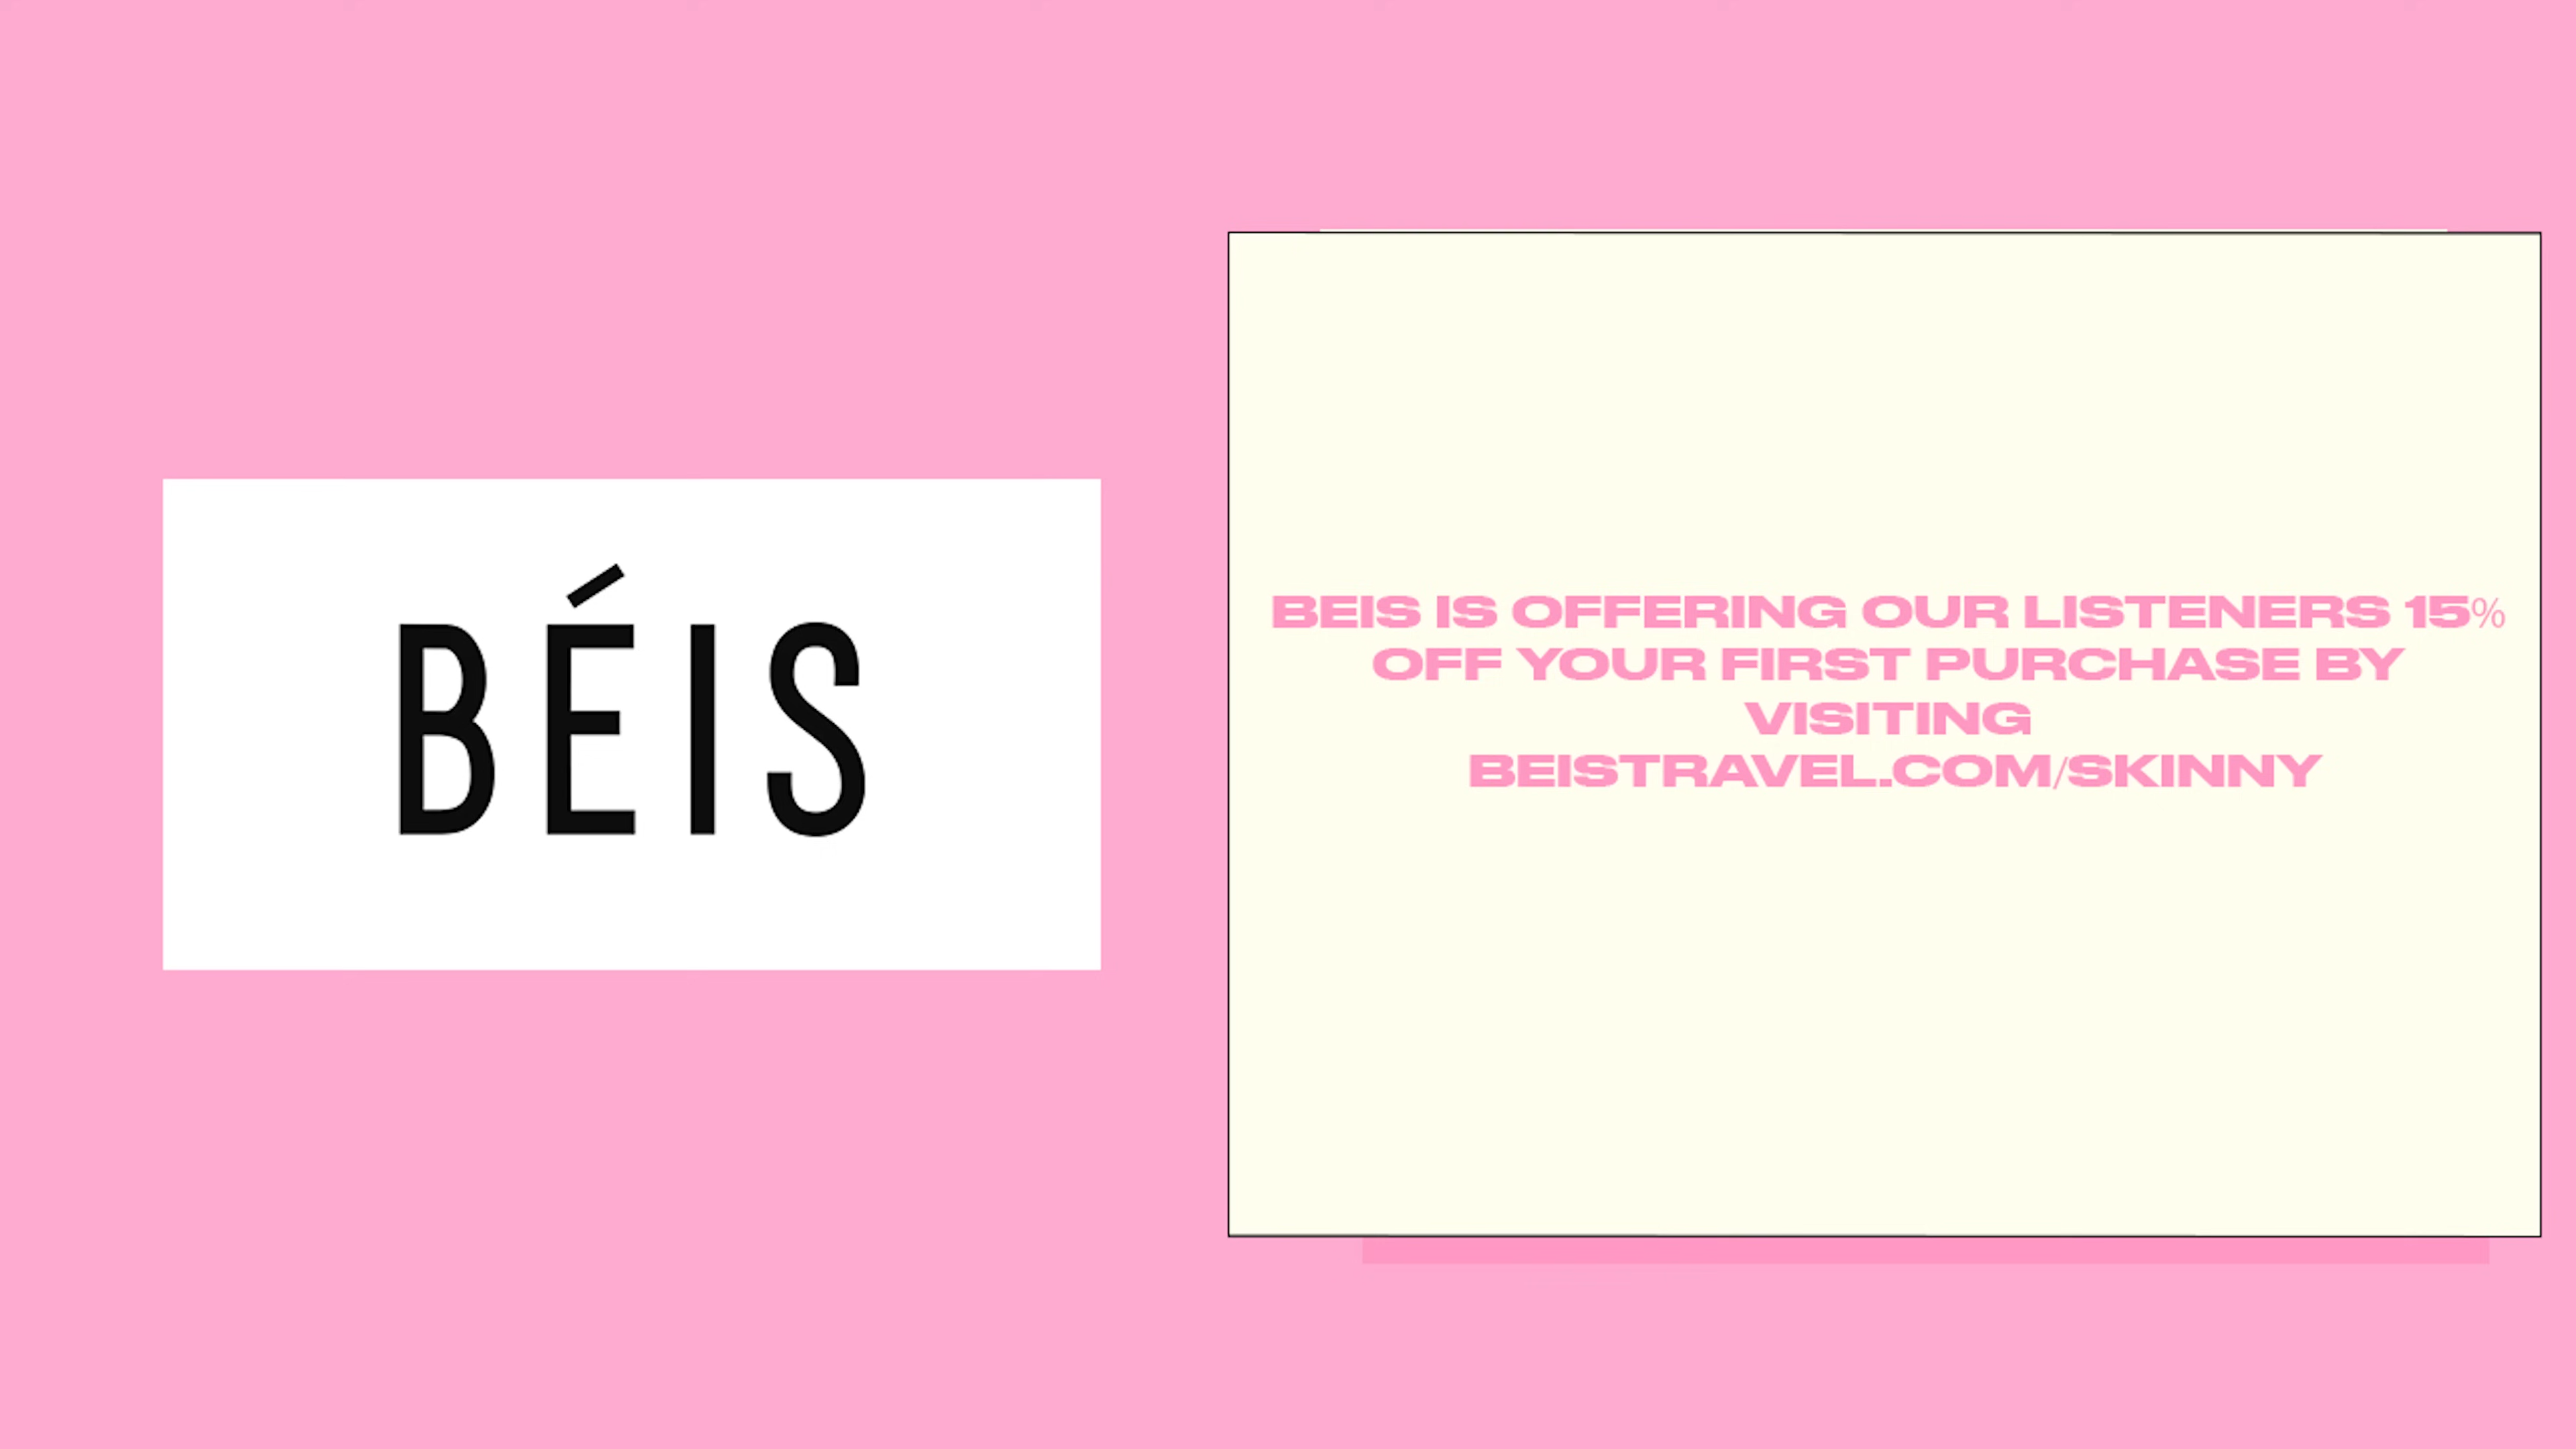 BÉIS
BEIS IS OFFERING OUR LISTENERS 15%
OFF YOUR FIRST PURCHASE BY
VISITING
BEISTRAVEL.COM/SKINNY